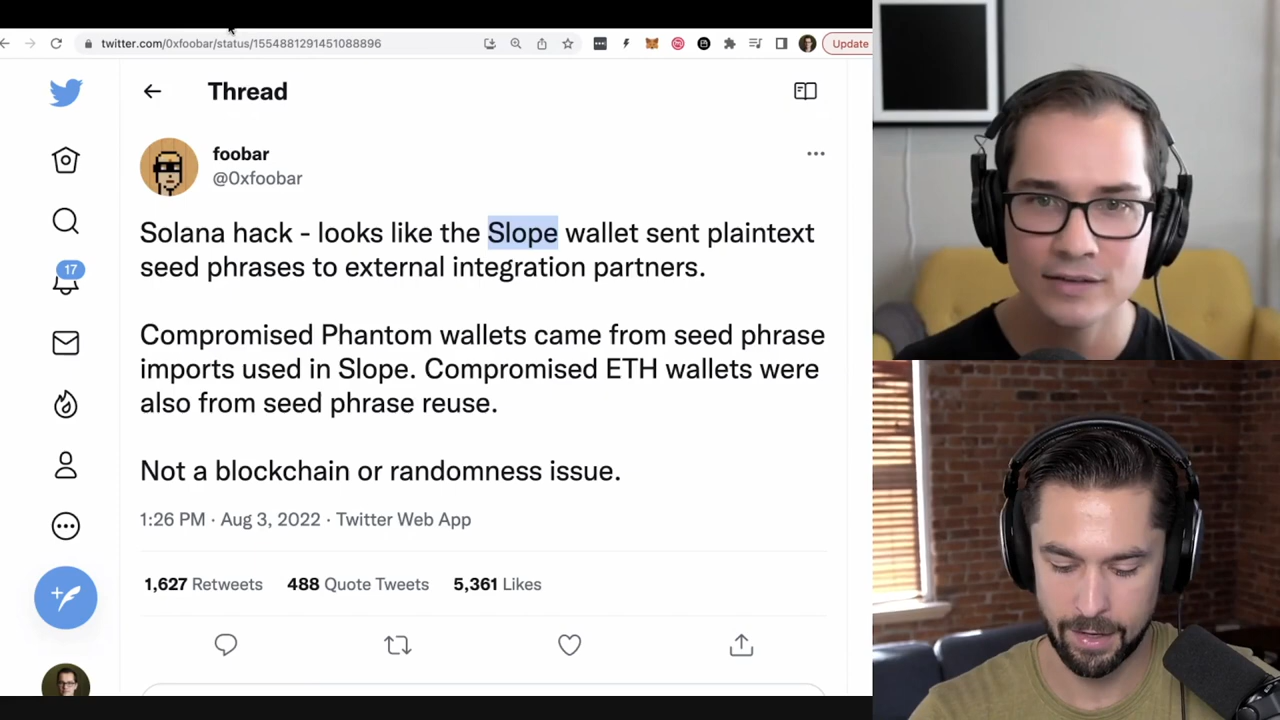 twitter.com/0xfoobar/status/1554881291451088896
Update
Thread
foobar
@0xfoobar
17
Solana hack - looks like the Slope wallet sent plaintext
seed phrases to external integration partners.
Compromised Phantom wallets came from seed phrase
imports used in Slope. Compromised ETH wallets were
also from seed phrase reuse.
Not a blockchain or randomness issue.
1:26 PM · Aug 3, 2022 · Twitter Web App
1,627 Retweets 488 Quote Tweets 5,361 Likes